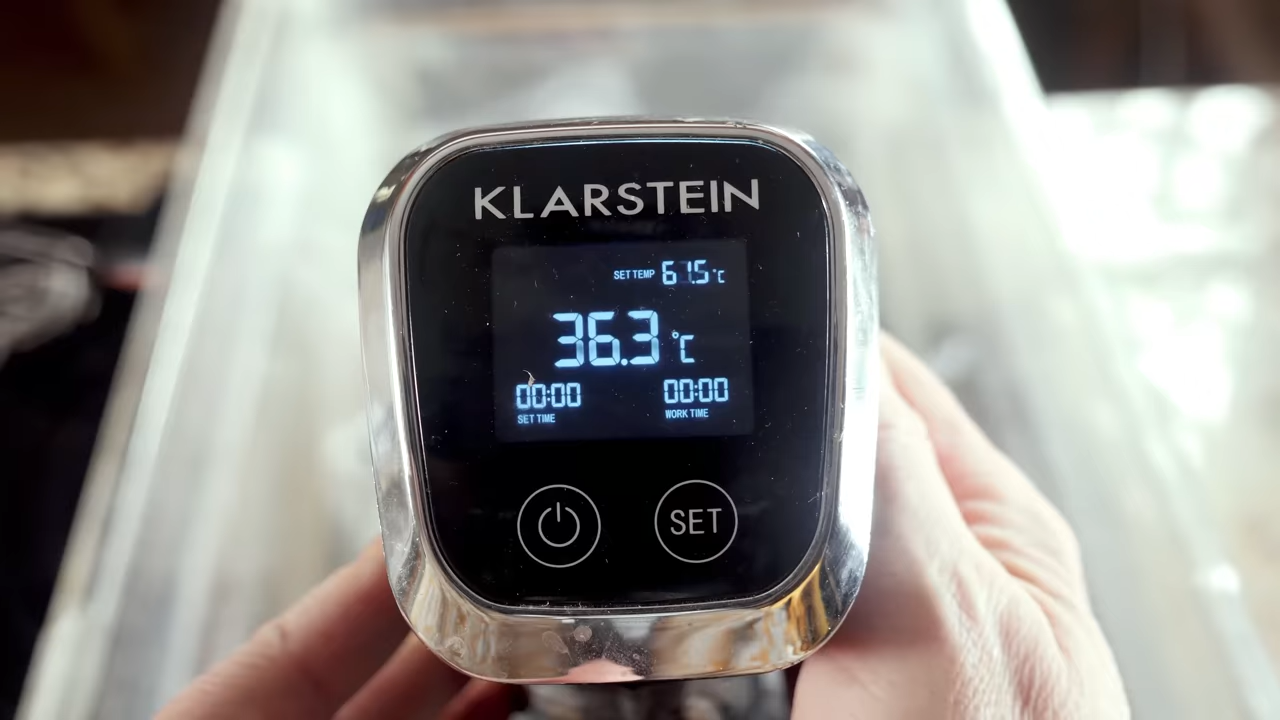 KLARSTEIN
SET TEMP 61.5 °C
36.3 °C
00:00 00:00
SET TIME WORK TIME
SET